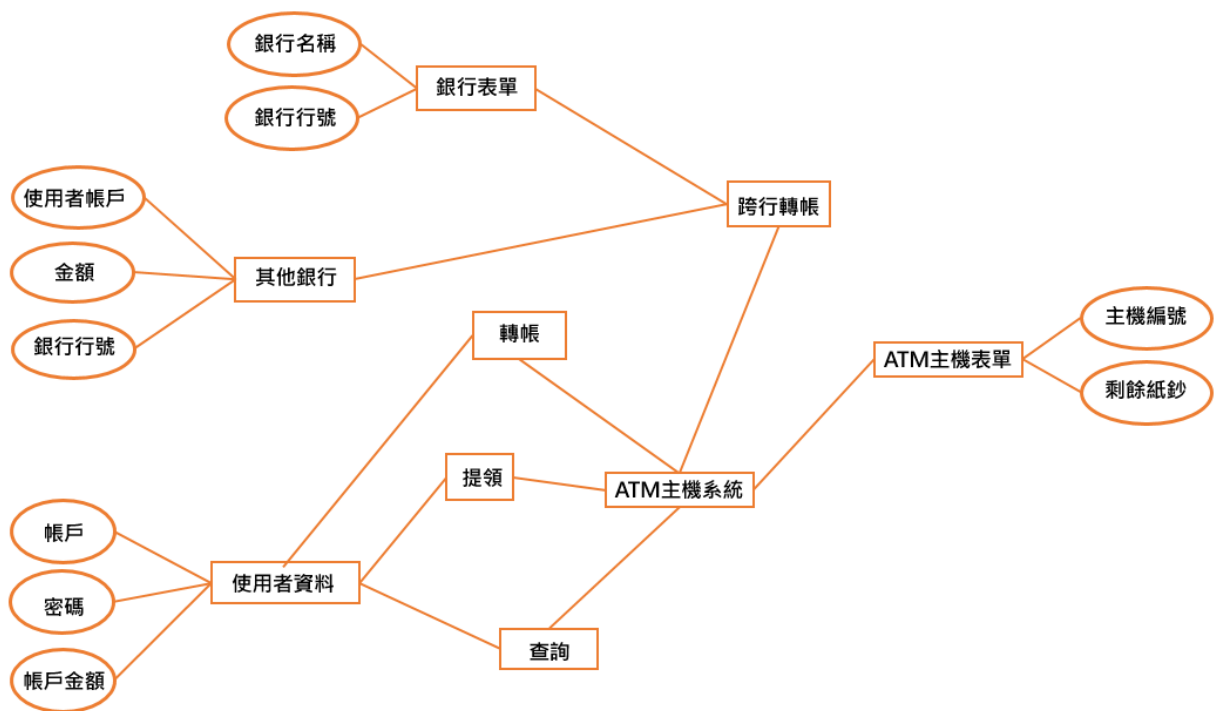 銀行名稱
銀行表單
銀行行號
使用者帳戶
跨行轉帳
金額
其他銀行
銀行行號
轉帳
主機編號
ATM主機表單
剩餘紙鈔
提領
ATM主機系統
帳戶
使用者資料
密碼
查詢
帳戶金額